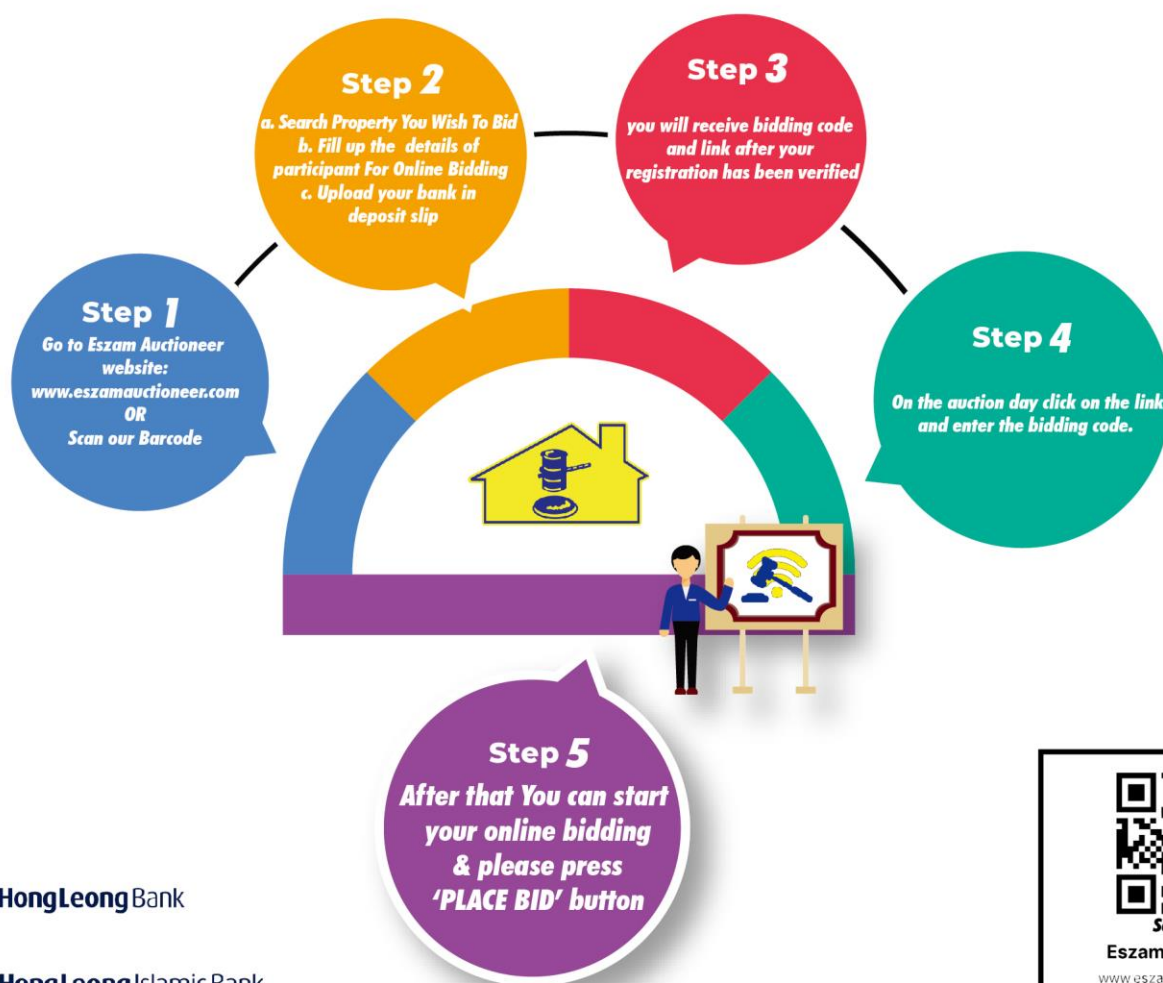 Step 1
Go to Eszam Auctioneer
website:
www.eszamauctioneer.com
OR
Scan our Barcode
Step 2
a. Search Property You Wish To Bid
b. Fill up the details of
participant For Online Bidding
c. Upload your bank in
deposit slip
Step 3
you will receive bidding code
and link after your
registration has been verified
Step 4
On the auction day click on the link
and enter the bidding code.
Step 5
After that You can start
your online bidding
& please press
‘PLACE BID’ button
HongLeong Bank
HongLeong Islamic Bank
Eszam